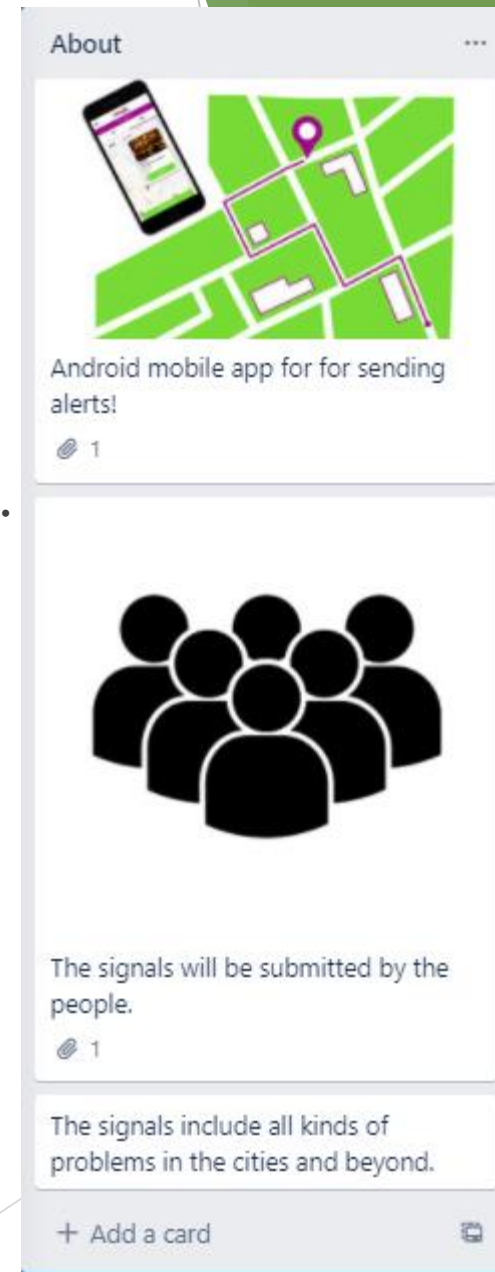 About
Android mobile app for for sending
alerts!
1
The signals will be submitted by the
people.
1
The signals include all kinds of
problems in the cities and beyond.
+ Add a card